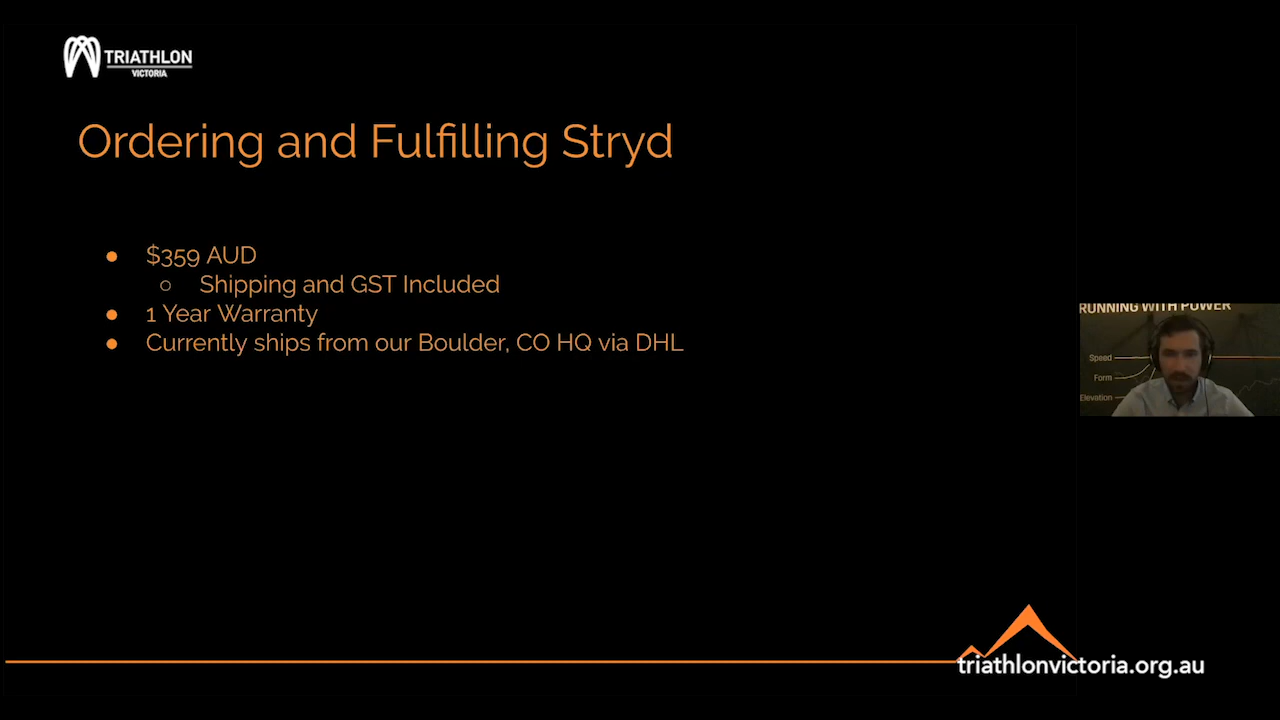 TRIATHLON
VICTORIA
Ordering and Fulfilling Stryd
● $359 AUD
○ Shipping and GST Included
● 1 Year Warranty
● Currently ships from our Boulder, CO HQ via DHL
RUNNING WITH POWER
Speed
Form
Elevation
triathlonvictoria.org.au